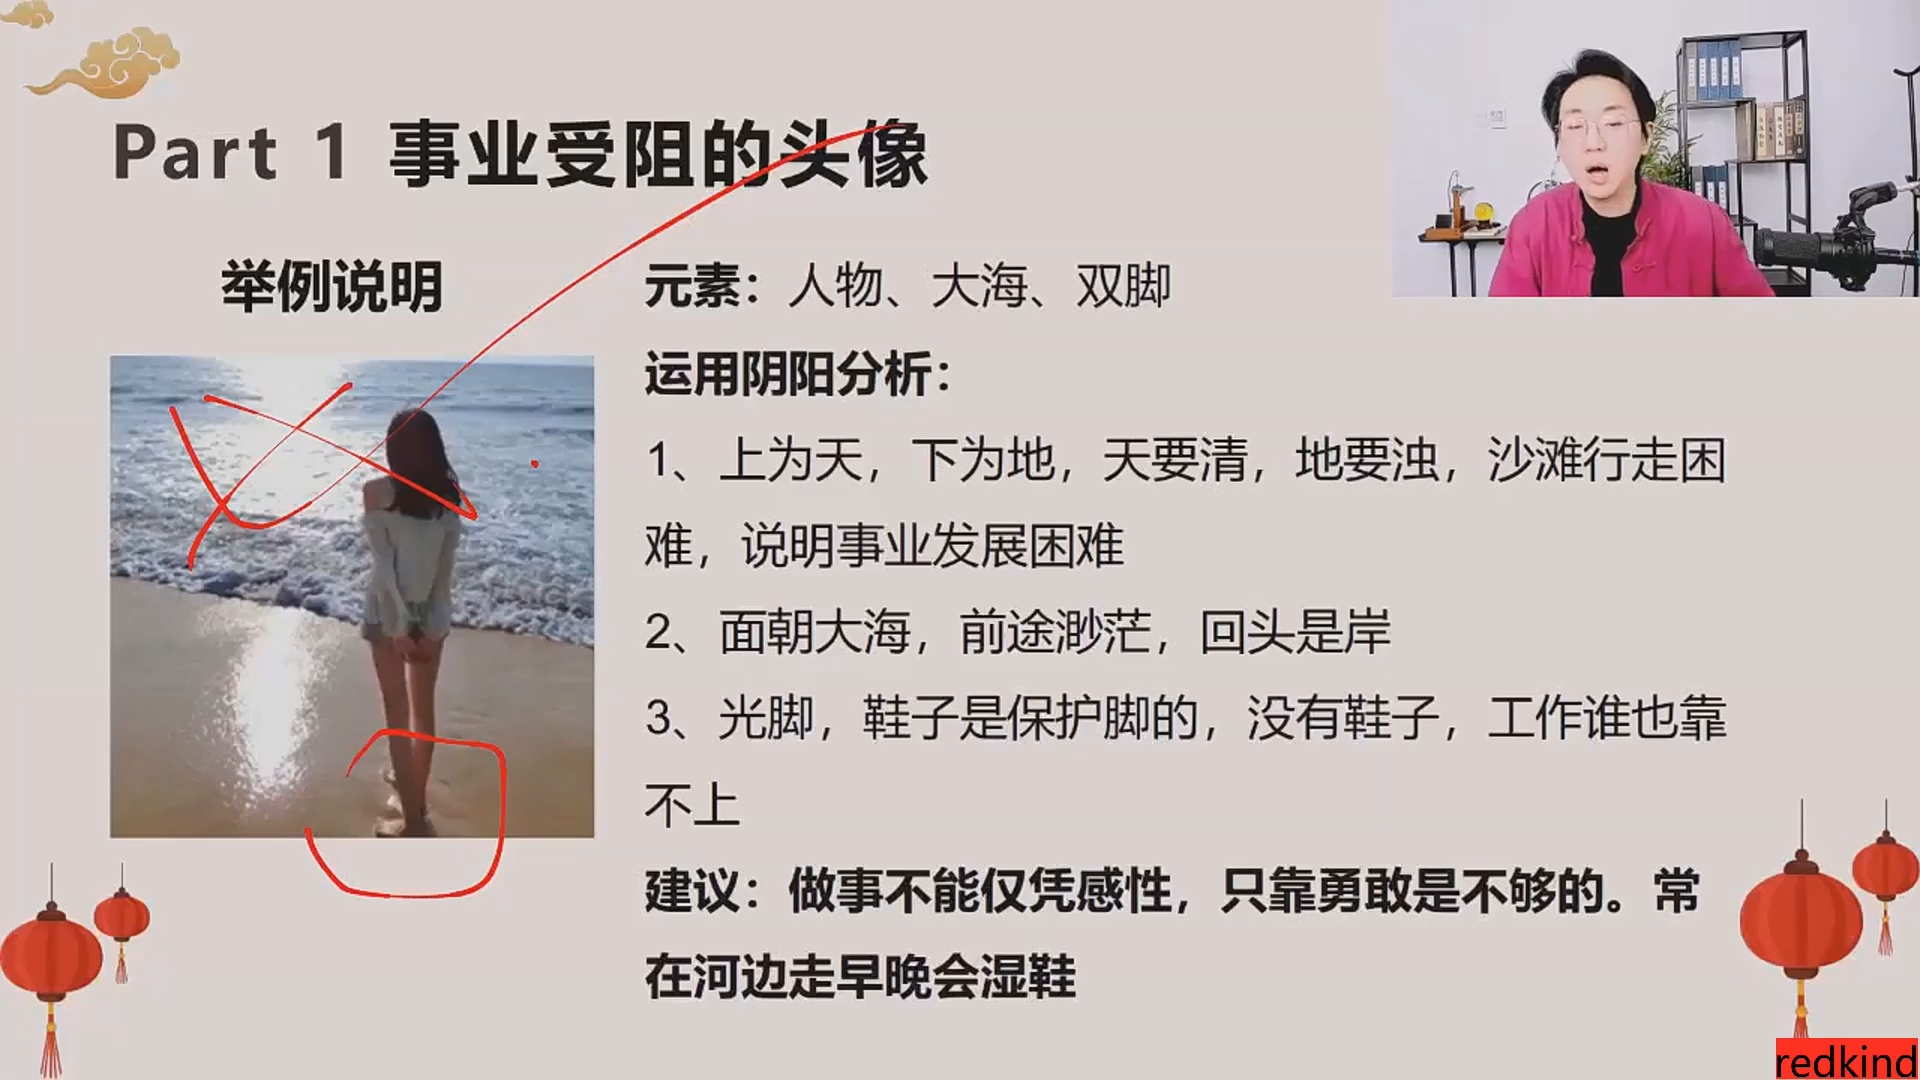 Part 1 事业受阻的头像
举例说明
元素：人物、大海、双脚
运用阴阳分析：
1、上为天，下为地，天要清，地要浊，沙滩行走困
难，说明事业发展困难
2、面朝大海，前途渺茫，回头是岸
3、光脚，鞋子是保护脚的，没有鞋子，工作谁也靠
不上
建议：做事不能仅凭感性，只靠勇敢是不够的。常
在河边走早晚会湿鞋
redkind